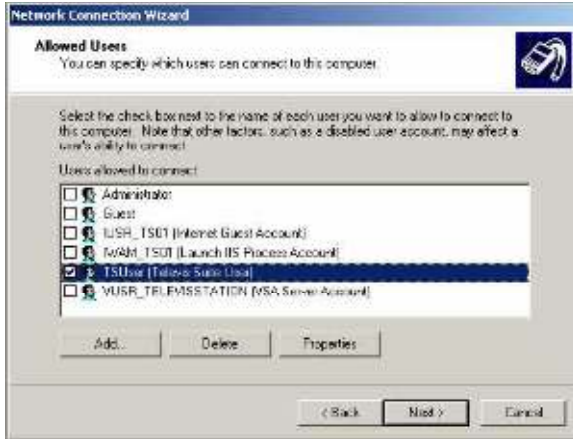 Network Connection Wizard
Allowed Users
You can specify which users can connect to this computer.
Select the check box next to the name of each user you want to allow to connect to
this computer. Note that other factors, such as a disabled user account, may affect a
user's ability to connect.
Users allowed to connect:
Administrator
Guest
IUSR_TS01 (Internet Guest Account)
IWAM_TS01 (Launch IIS Process Account)
TSUser (Televis Suite User)
VUSR_TELEVISSTATION (VSA Server Account)
Add...
Delete
Properties
< Back
Next >
Cancel